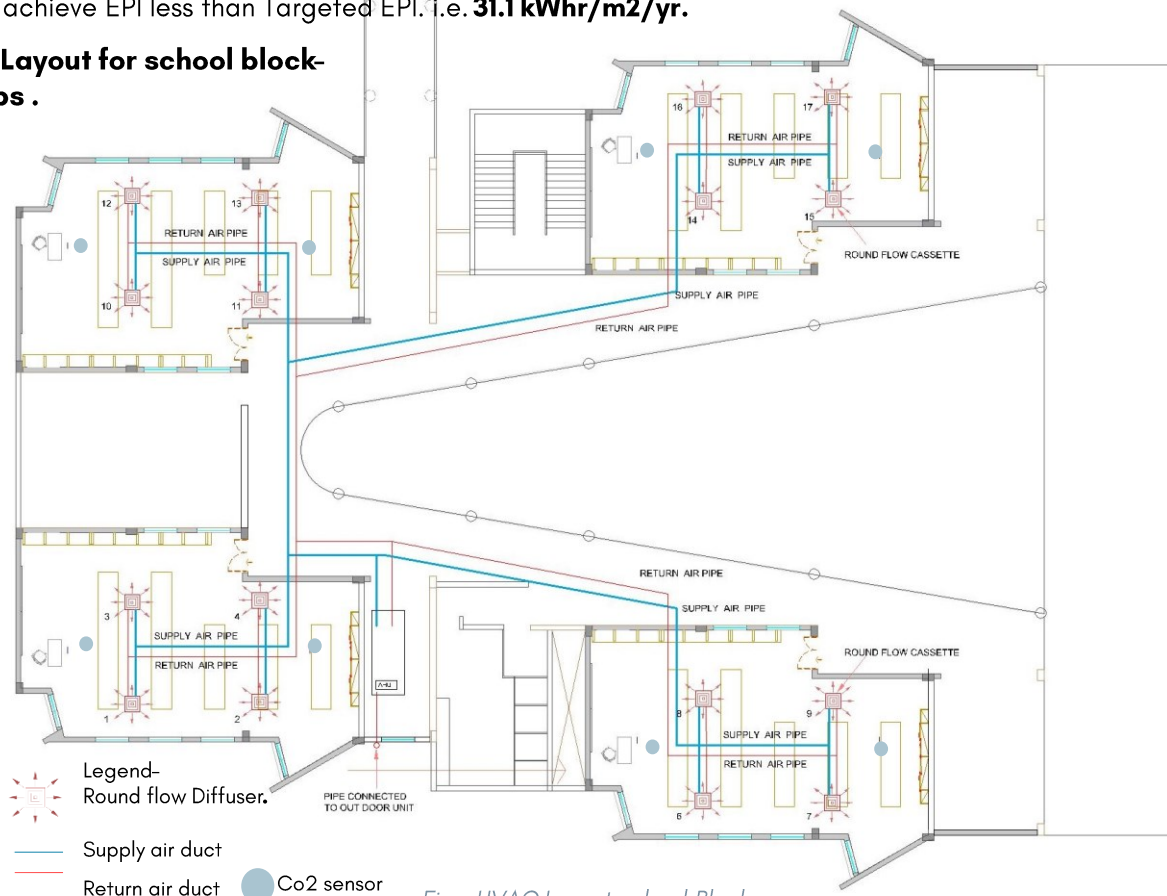 achieve EPI less than Targeted EPI. i.e. 31.1 kWhr/m2/yr.
Layout for school block-
os .
16
17
RETURN AIR PIPE
SUPPLY AIR PIPE
14
15
ROUND FLOW CASSETTE
12
13
RETURN AIR PIPE
SUPPLY AIR PIPE
10
11
SUPPLY AIR PIPE
RETURN AIR PIPE
3
4
SUPPLY AIR PIPE
RETURN AIR PIPE
1
2
AHU
RETURN AIR PIPE
SUPPLY AIR PIPE
ROUND FLOW CASSETTE
8
9
SUPPLY AIR PIPE
RETURN AIR PIPE
6
7
PIPE CONNECTED
TO OUT DOOR UNIT
Legend-
Round flow Diffuser.
Supply air duct
Return air duct
Co2 sensor